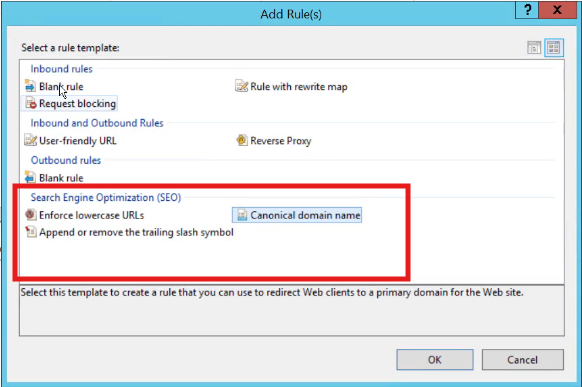 Add Rule(s)
? x
Select a rule template:
Inbound rules
Blank rule Rule with rewrite map
Request blocking
Inbound and Outbound Rules
User-friendly URL Reverse Proxy
Outbound rules
Blank rule
Search Engine Optimization (SEO)
Enforce lowercase URLs Canonical domain name
Append or remove the trailing slash symbol
Select this template to create a rule that you can use to redirect Web clients to a primary domain for the Web site.
OK Cancel